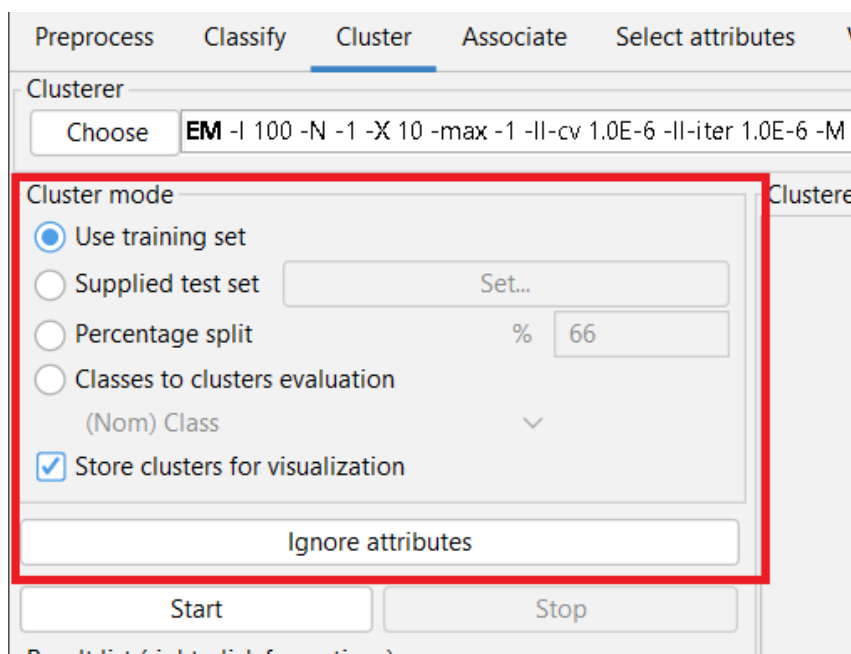 Preprocess Classify Cluster Associate Select attributes
Clusterer
Choose EM -I 100 -N -1 -X 10 -max -1 -ll-cv 1.0E-6 -ll-iter 1.0E-6 -M
Cluster mode
Clustere
Use training set
Supplied test set Set...
Percentage split % 66
Classes to clusters evaluation
(Nom) Class
Store clusters for visualization
Ignore attributes
Start Stop